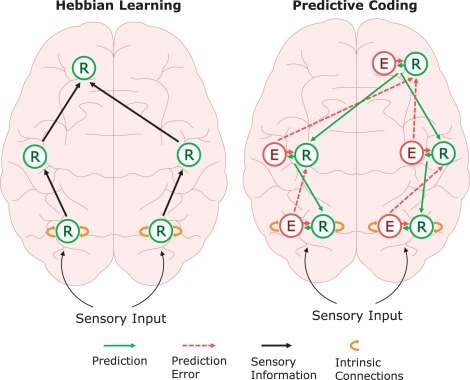 Hebbian Learning
Predictive Coding
R
R
R
R
R
Sensory Input
E R
E R
E R
E R
E R
Sensory Input
Prediction
Prediction
Error
Sensory
Information
Intrinsic
Connections